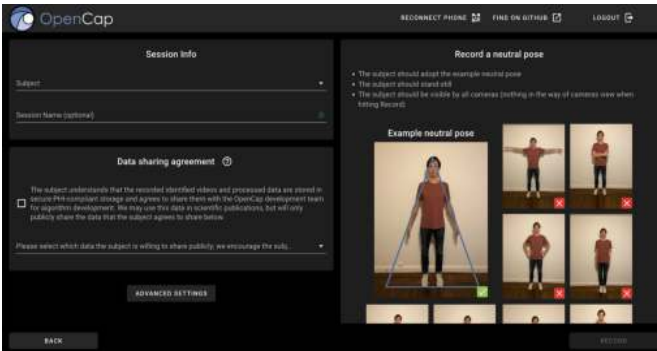 OpenCap
RECONNECT PHONE
FIND ON GITHUB
LOGOUT
Session Info
Subject
Session Name (optional)
Data sharing agreement
The subject understands that the recorded identified videos and processed data are stored in
secure PHI-compliant storage and agrees to share them with the OpenCap development team
for algorithm development. We may use this data in scientific publications, but will only
publicly share the data that the subject agrees to share below.
Please select which data the subject is willing to share publicly; we encourage the subj...
ADVANCED SETTINGS
BACK
Record a neutral pose
• The subject should adopt the example neutral pose
• The subject should stand still
• The subject should be visible by all cameras (nothing in the way of cameras view when
hitting Record)
Example neutral pose
RECORD